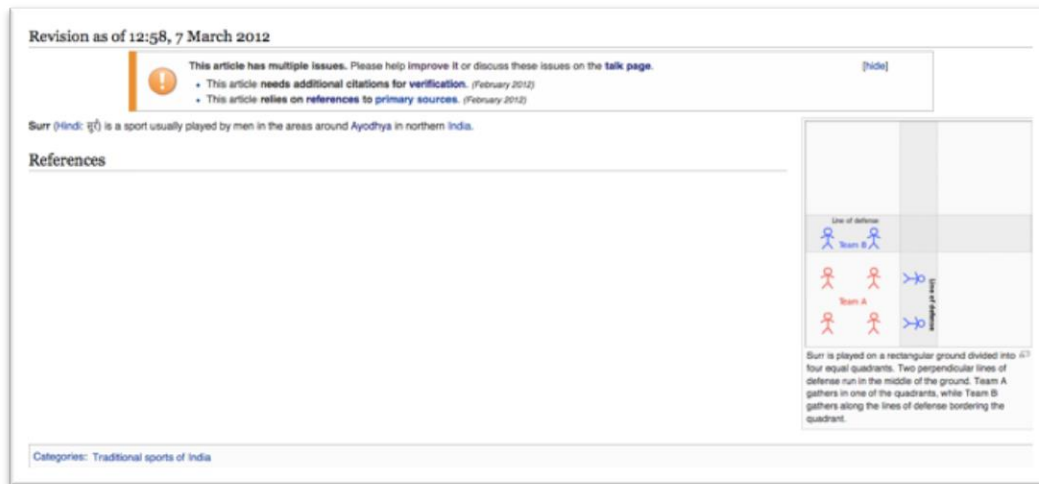 Revision as of 12:58, 7 March 2012
This article has multiple issues. Please help improve it or discuss these issues on the talk page.
[hide]
• This article needs additional citations for verification. (February 2012)
• This article relies on references to primary sources. (February 2012)
Surr (Hindi: सुर्र) is a sport usually played by men in the areas around Ayodhya in northern India.
References
Line of defense
Team B
Team A
Line of defense
Surr is played on a rectangular ground divided into
four equal quadrants. Two perpendicular lines of
defense run in the middle of the ground. Team A
gathers in one of the quadrants, while Team B
gathers along the lines of defense bordering the
quadrant.
Categories: Traditional sports of India